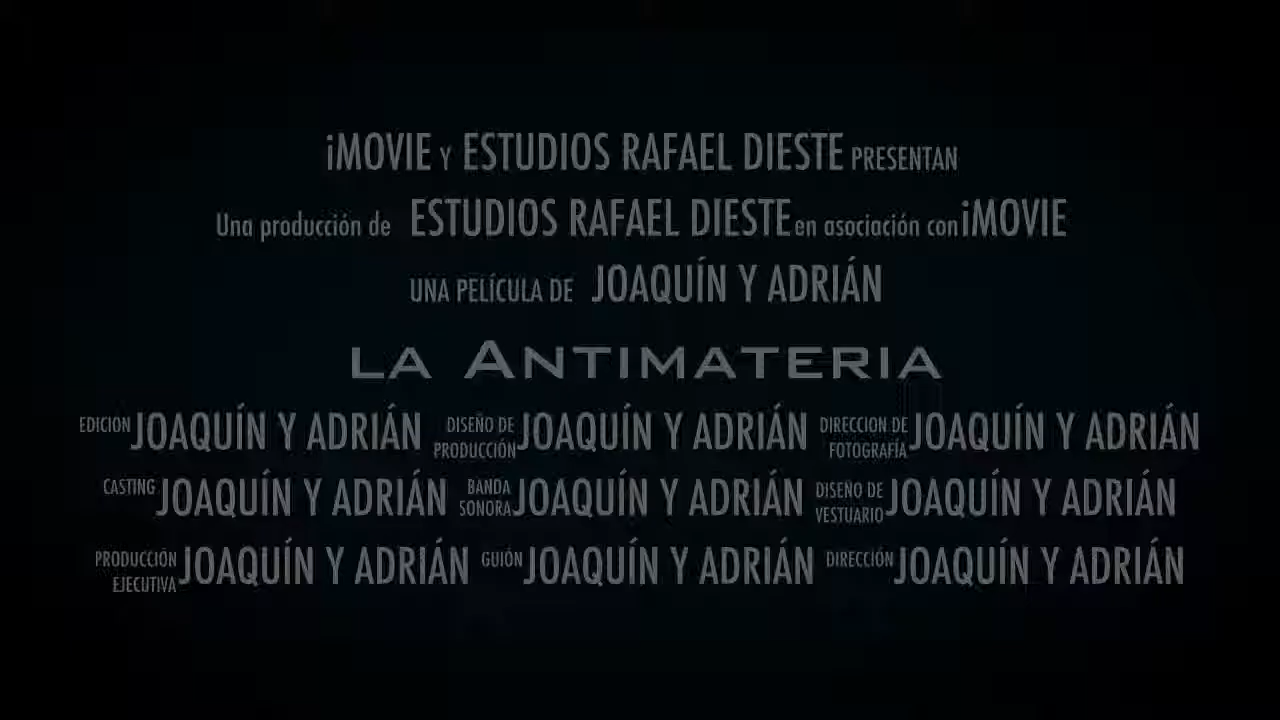 iMOVIE Y ESTUDIOS RAFAEL DIESTE PRESENTAN
Una producción de ESTUDIOS RAFAEL DIESTE en asociación con iMOVIE
UNA PELÍCULA DE JOAQUÍN Y ADRIÁN
LA ANTIMATERIA
EDICION JOAQUÍN Y ADRIÁN DISEÑO DE PRODUCCIÓN JOAQUÍN Y ADRIÁN DIRECCION DE FOTOGRAFÍA JOAQUÍN Y ADRIÁN
CASTING JOAQUÍN Y ADRIÁN BANDA SONORA JOAQUÍN Y ADRIÁN DISENO DE VESTUARIO JOAQUÍN Y ADRIÁN
PRODUCCIÓN EJECUTIVA JOAQUÍN Y ADRIÁN GUIÓN JOAQUÍN Y ADRIÁN DIRECCIÓN JOAQUÍN Y ADRIÁN